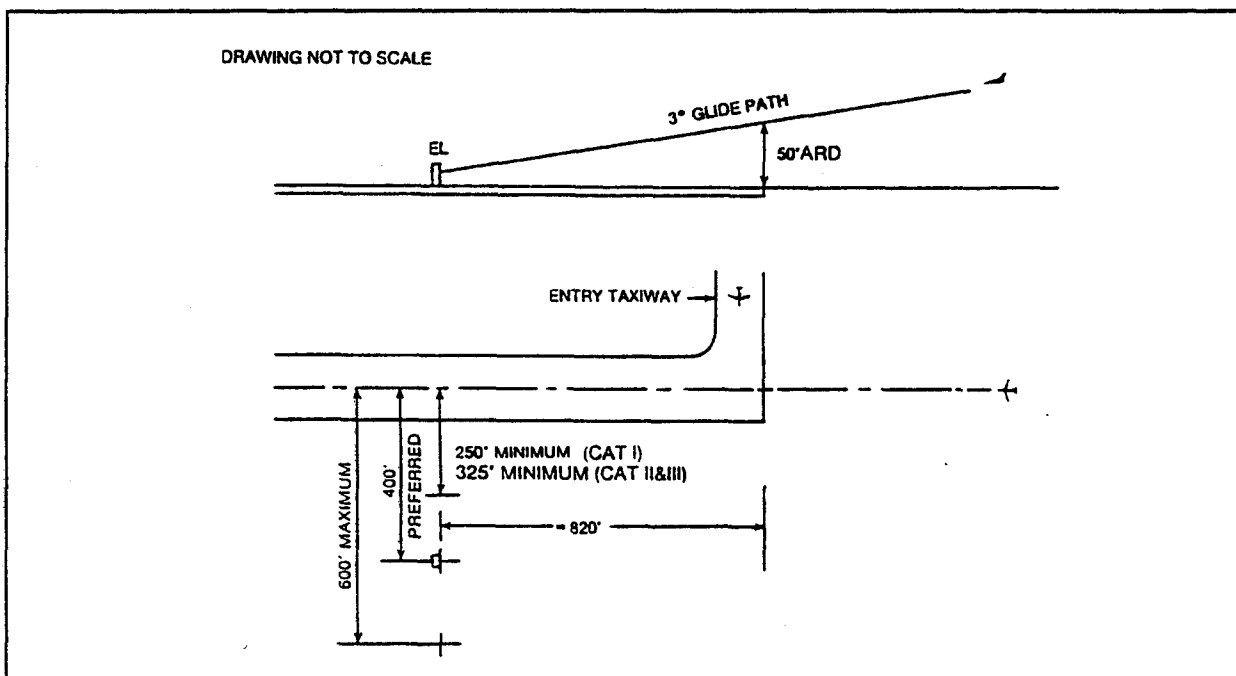 DRAWING NOT TO SCALE
3° GLIDE PATH
EL
50'ARD
ENTRY TAXIWAY
250' MINIMUM (CAT I)
325' MINIMUM (CAT II&III)
400'
PREFERRED
600' MAXIMUM
≈ 820'